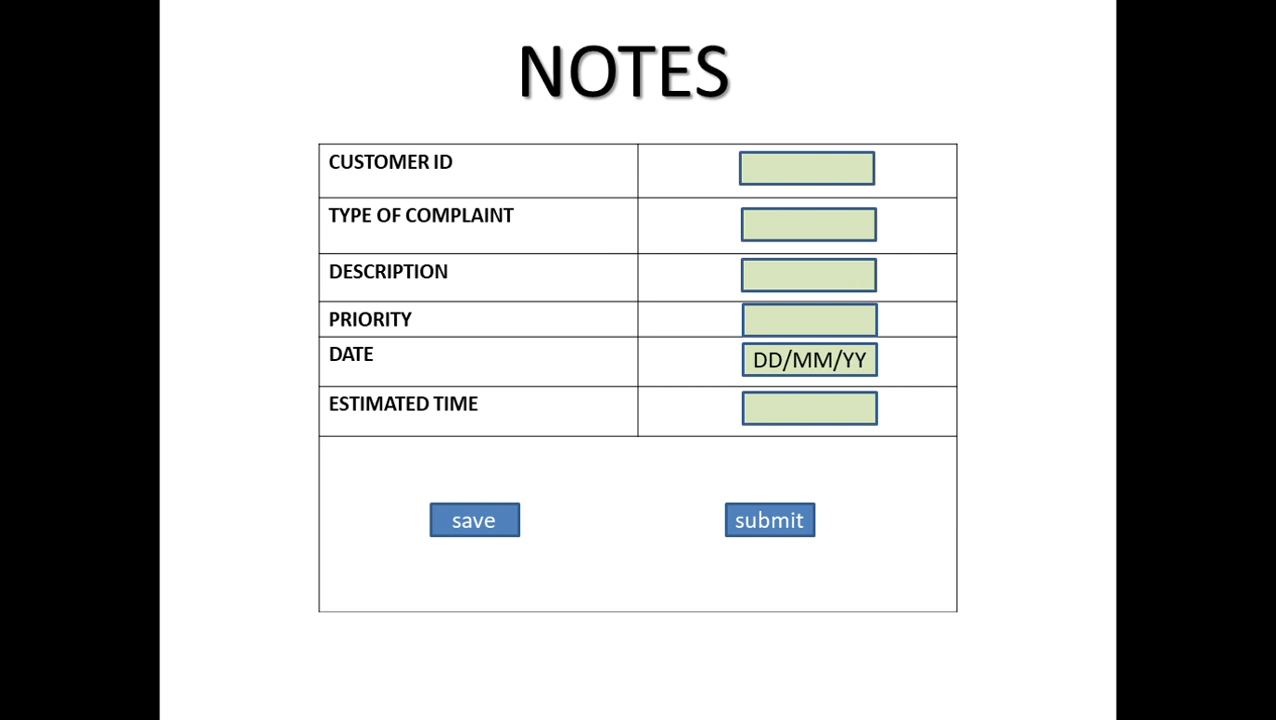 NOTES
CUSTOMER ID
TYPE OF COMPLAINT
DESCRIPTION
PRIORITY
DATE
DD/MM/YY
ESTIMATED TIME
save
submit